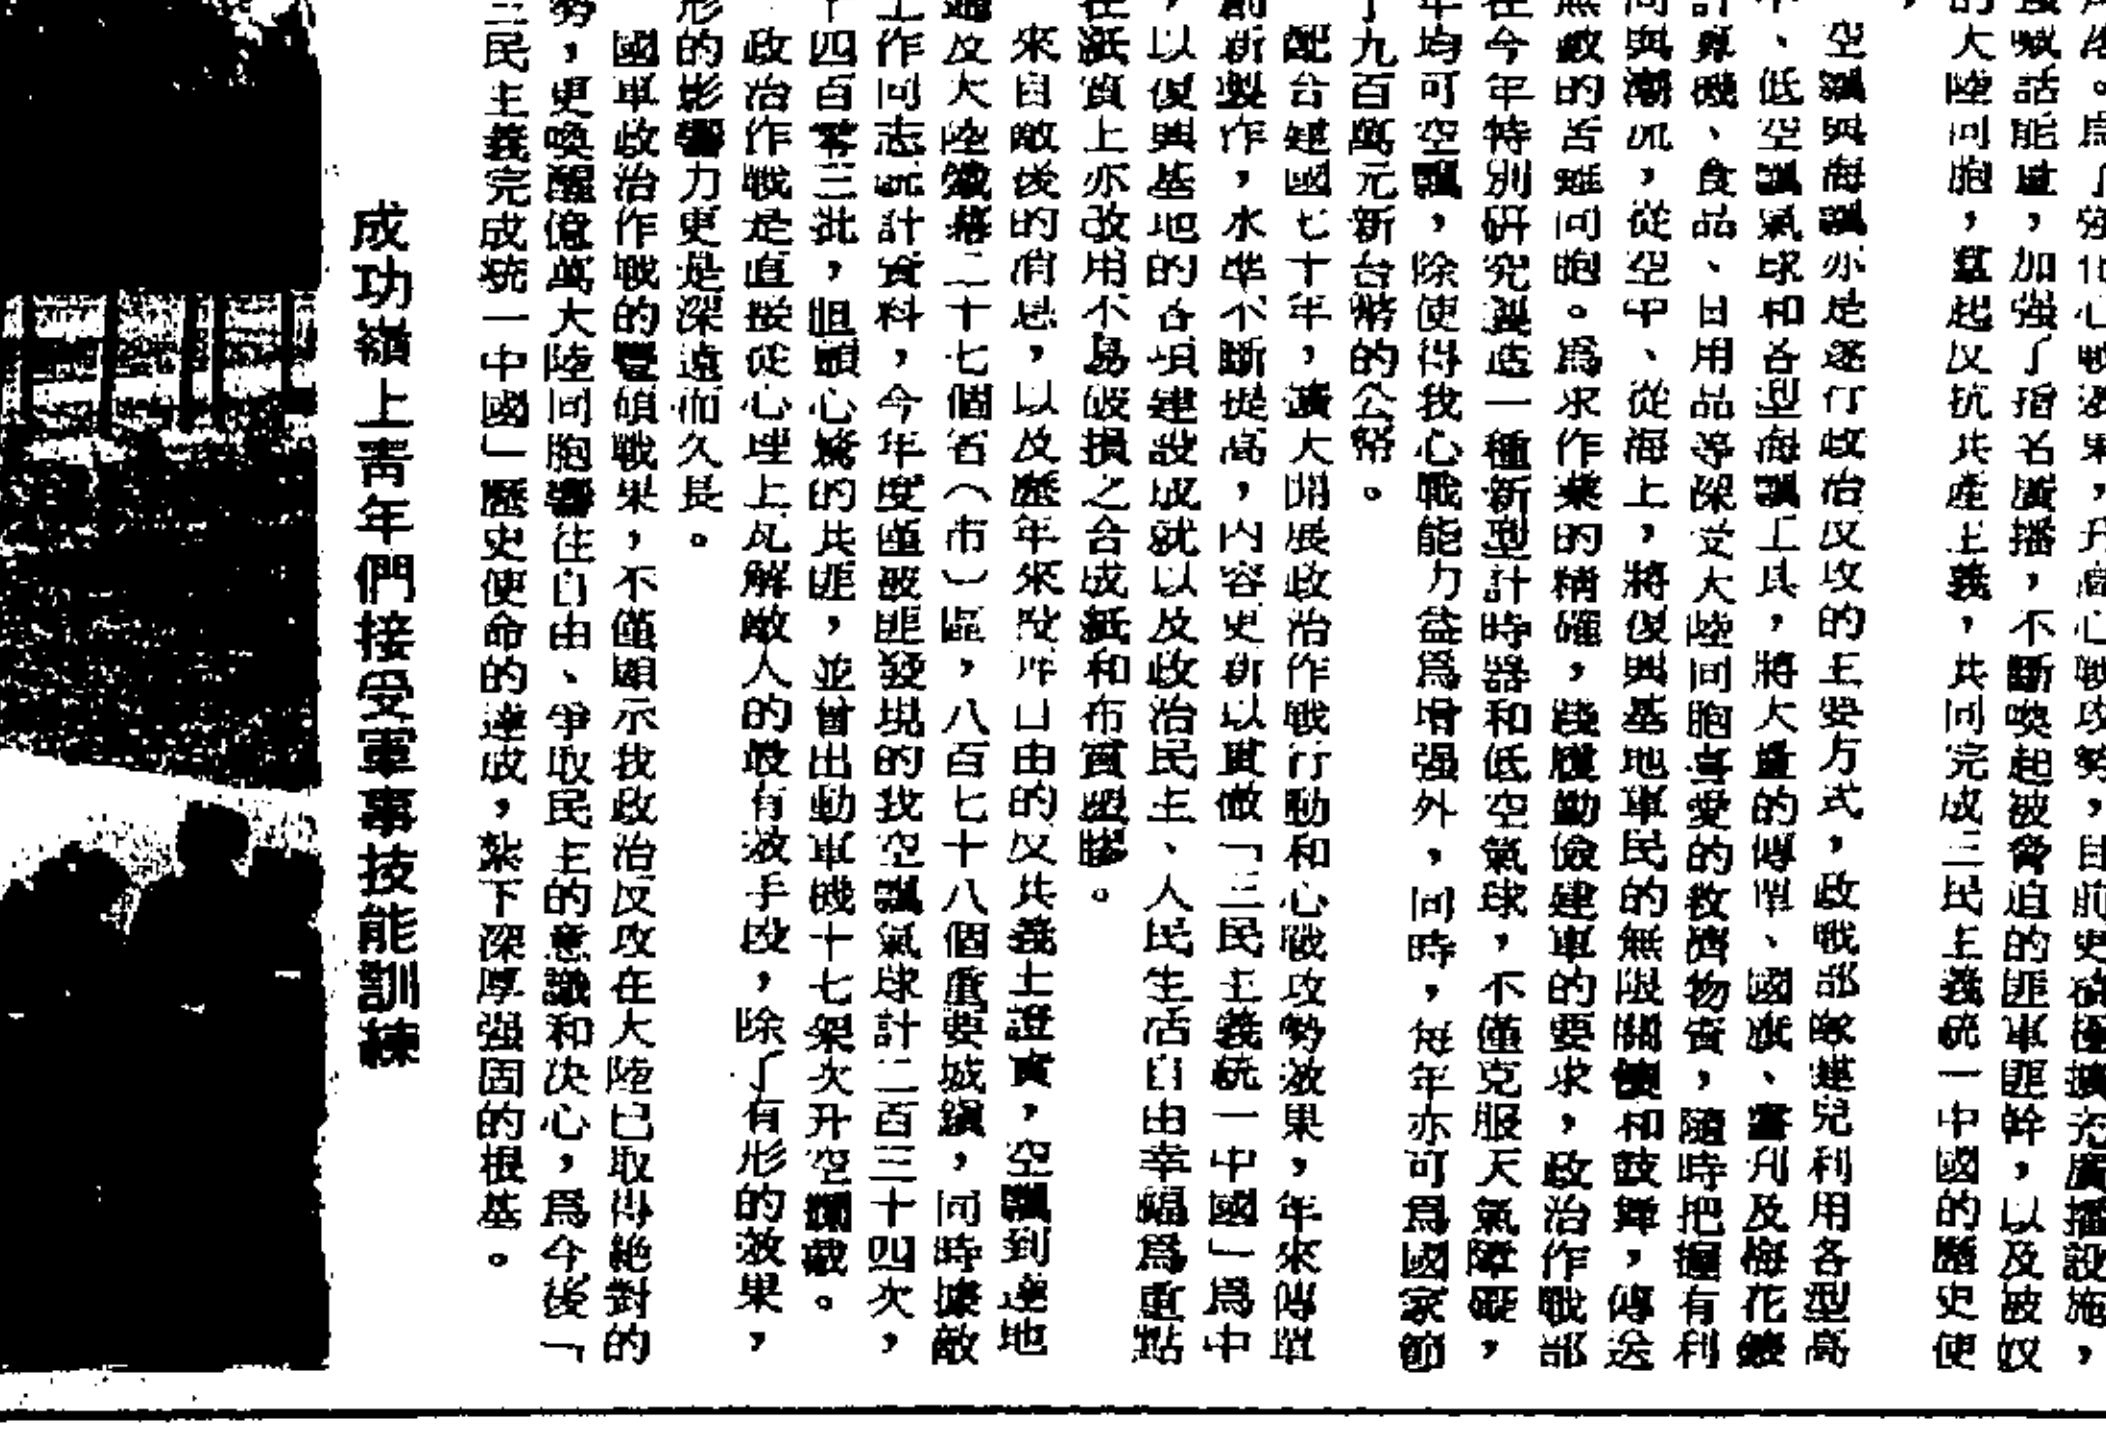 化心戰效果，升高心戰攻勢，目前更積極擴充廣播設施，
喊話能量，加强了指名廣播，不斷喚起被脅迫的匪軍匪幹，以及被奴
的大陸同胞，羣起反抗共產主義，共同完成三民主義統一中國的歷史使
，
空飄與海飄亦是遂行政治反攻的主要方式，政戰部隊健兒利用各型高
、低空飄氣球和各型海飄工具，將大量的傳單、國旗、書刊及梅花
計算機、食品、日用品等深受大陸同胞喜愛的救濟物資，隨時把握有利
向與潮流，從空中、從海上，將復興基地軍民的無限關懷和鼓舞，傳送
無數的苦難同胞。爲求作業的精確，踐履勤儉建軍的要求，政治作戰部
在今年特別研究製造一種新型計時器和低空氣球，不僅克服天氣障礙，
年均可空飄，除使得我心戰能力益爲增强外，同時，每年亦可爲國家節
了九百萬元新台幣的公帑。
配合建國七十年，擴大開展政治作戰行動和心戰攻勢效果，年來傳單
創新製作，水準不斷提高，內容更新以貫徹「三民主義統一中國」爲中
，以復興基地的各項建設成就以及政治民主、人民生活自由幸福爲重點
在紙質上亦改用不易破損之合成紙和布質塑膠。
來自敵後的消息，以及歷年來投奔自由的反共義士證實，空飄到達地
遍及大陸二十七個省（市）區，八百七十八個重要城鎮，同時據敵
工作同志統計資料，今年度匪被匪發現的我空飄氣球計二百三十四次，
十四百零三批，膽顫心驚的共匪，並曾出動軍機十七架次升空攔截。
政治作戰是直接從心理上瓦解敵人的最有效手段，除了有形的效果，
形的影響力更是深遠而久長。
國軍政治作戰的豐碩戰果，不僅顯示我政治反攻在大陸已取得絶對的
勢，更喚醒億萬大陸同胞嚮往自由、爭取民主的意識和决心，爲今後「
三民主義完成統一中國」歷史使命的達成，紮下深厚强固的根基。
成功嶺上青年們接受軍事技能訓練